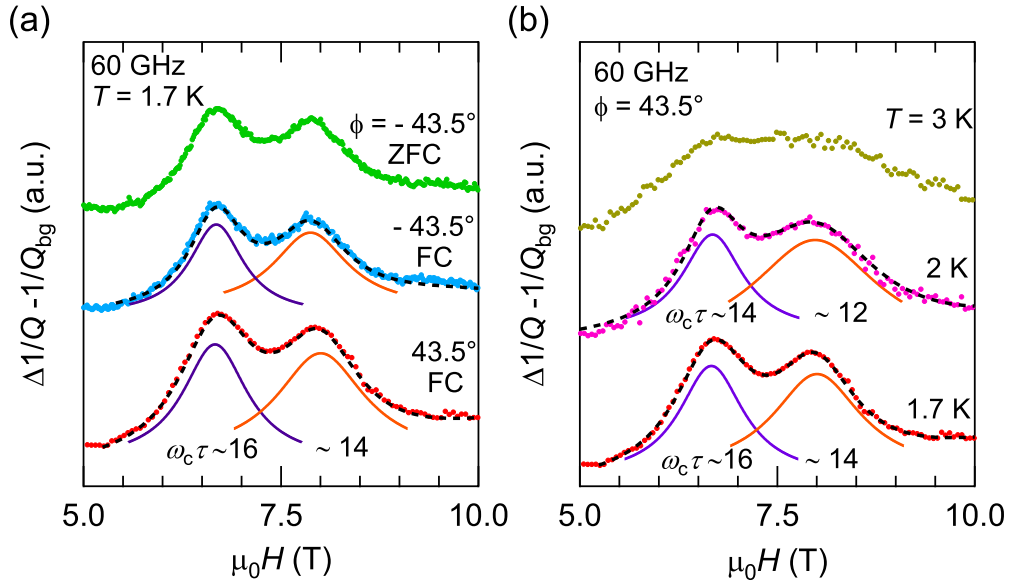 (a)
60 GHz
T = 1.7 K
ϕ = - 43.5°
ZFC
- 43.5°
FC
43.5°
FC
ω_cτ~16
~ 14
Δ1/Q -1/Q_bg (a.u.)
5.0
7.5
10.0
μ₀H (T)
(b)
60 GHz
ϕ = 43.5°
T = 3 K
2 K
ω_cτ~14
~ 12
1.7 K
ω_cτ~16
~ 14
Δ1/Q -1/Q_bg (a.u.)
5.0
7.5
10.0
μ₀H (T)